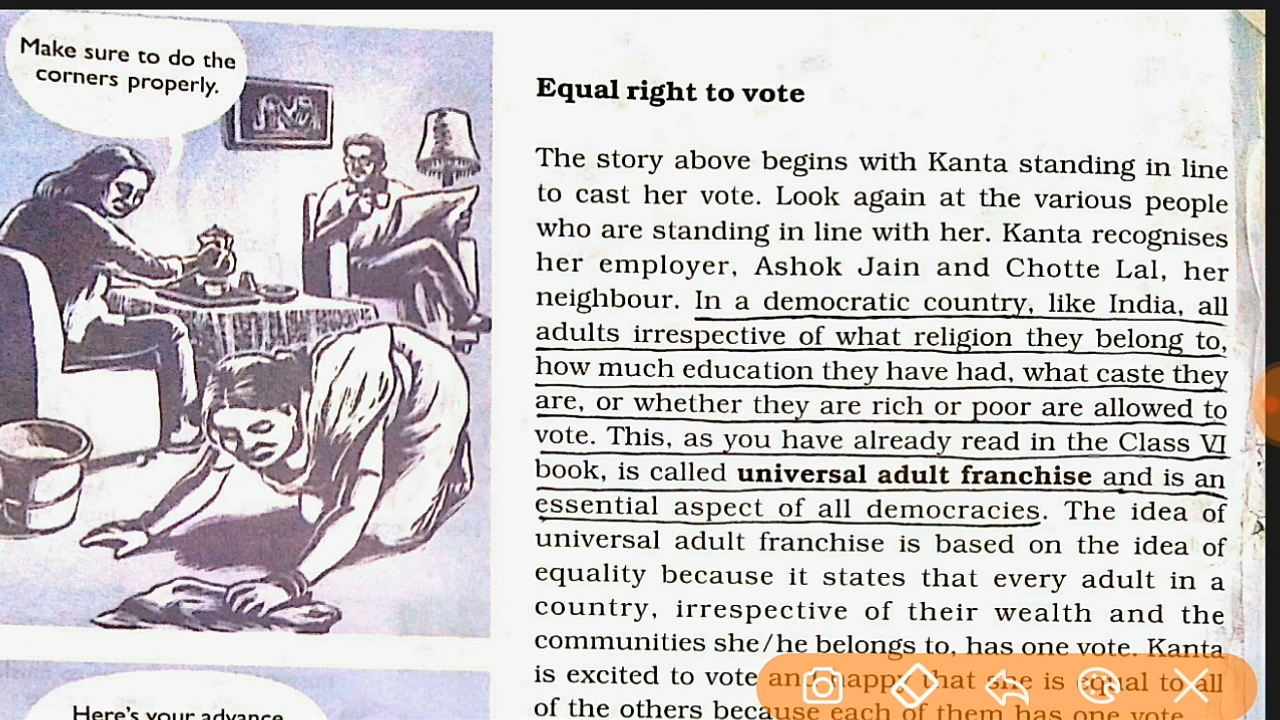 Make sure to do the
corners properly.
Equal right to vote
The story above begins with Kanta standing in line
to cast her vote. Look again at the various people
who are standing in line with her. Kanta recognises
her employer, Ashok Jain and Chotte Lal, her
neighbour. In a democratic country, like India, all
adults irrespective of what religion they belong to,
how much education they have had, what caste they
are, or whether they are rich or poor are allowed to
vote. This, as you have already read in the Class VI
book, is called universal adult franchise and is an
essential aspect of all democracies. The idea of
universal adult franchise is based on the idea of
equality because it states that every adult in a
country, irrespective of their wealth and the
communities she/he belongs to, has one vote. Kanta
is excited to vote and happy that she is equal to all
of the others because each of them has one vote.
Here's your advance